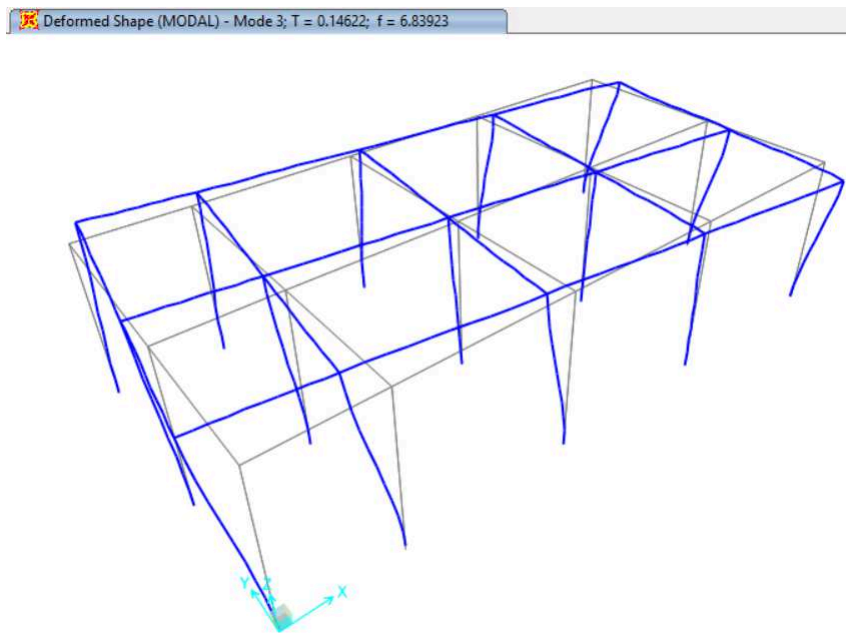 Deformed Shape (MODAL) - Mode 3; T = 0.14622; f = 6.83923
Y Z X